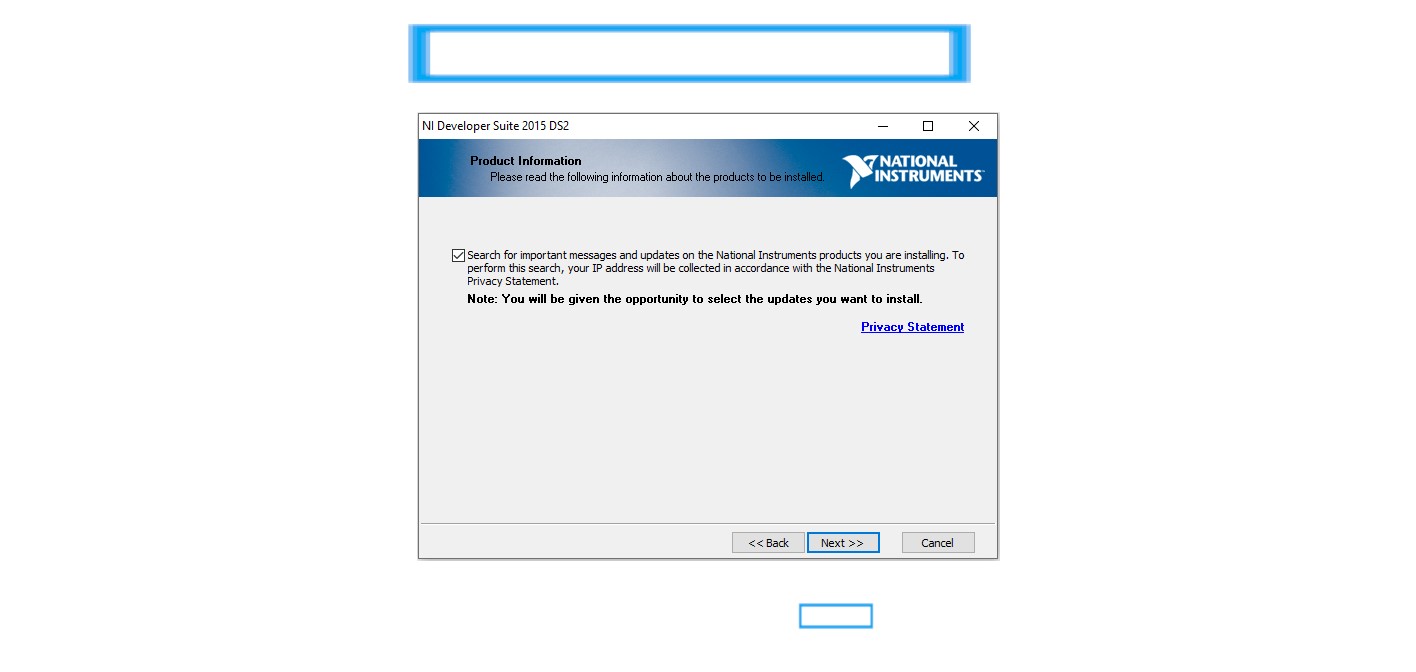 NI Developer Suite 2015 DS2
Product Information
Please read the following information about the products to be installed.
NATIONAL
INSTRUMENTS
Search for important messages and updates on the National Instruments products you are installing. To
perform this search, your IP address will be collected in accordance with the National Instruments
Privacy Statement.
Note: You will be given the opportunity to select the updates you want to install.
Privacy Statement
<< Back
Next >>
Cancel